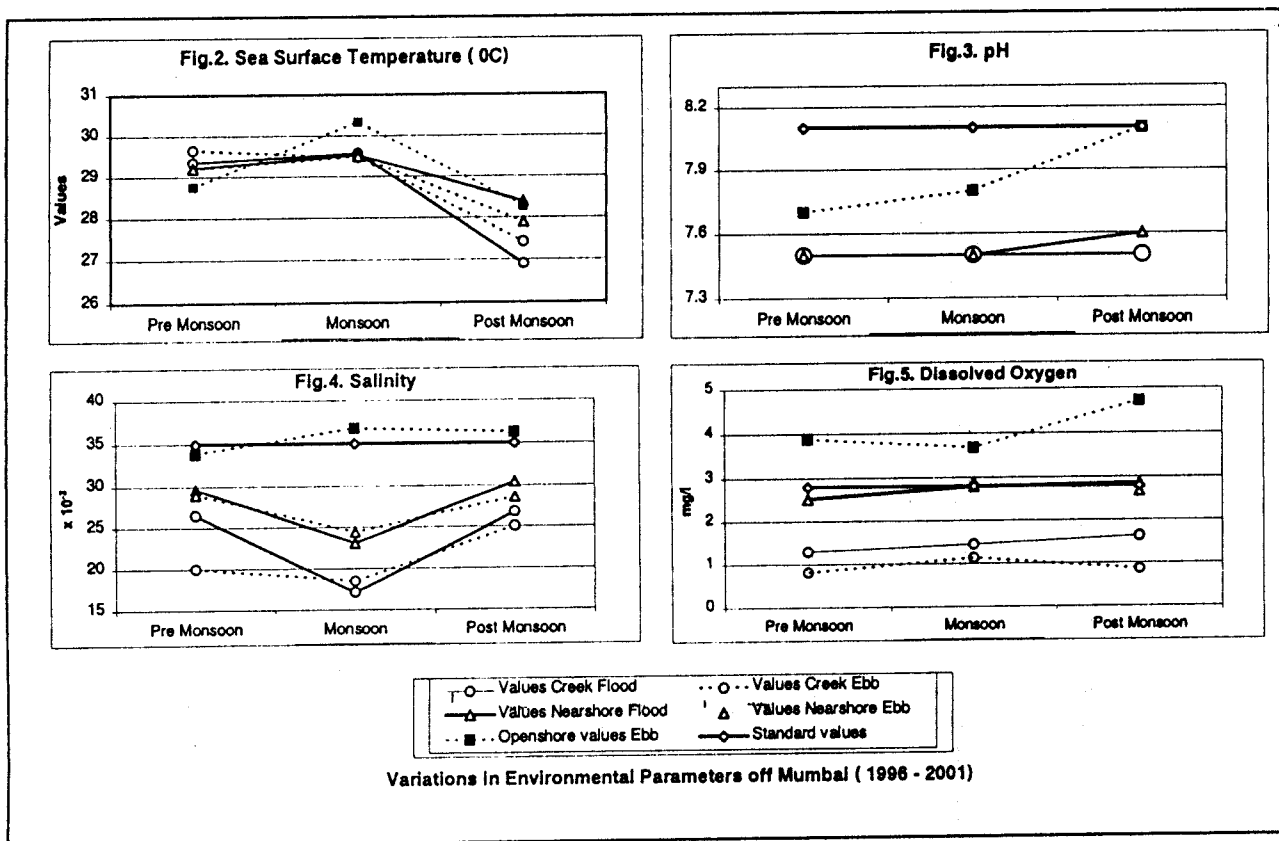 Fig.2. Sea Surface Temperature ( 0C)
Values
31
30
29
28
27
26
Pre Monsoon Monsoon Post Monsoon
Fig.3. pH
8.2
7.9
7.6
7.3
Pre Monsoon Monsoon Post Monsoon
Fig.4. Salinity
x 10⁻³
40
35
30
25
20
15
Pre Monsoon Monsoon Post Monsoon
Fig.5. Dissolved Oxygen
mg/l
5
4
3
2
1
0
Pre Monsoon Monsoon Post Monsoon
Values Creek Flood Values Creek Ebb
Values Nearshore Flood Values Nearshore Ebb
Openshore values Ebb Standard values
Variations in Environmental Parameters off Mumbai ( 1996 - 2001)